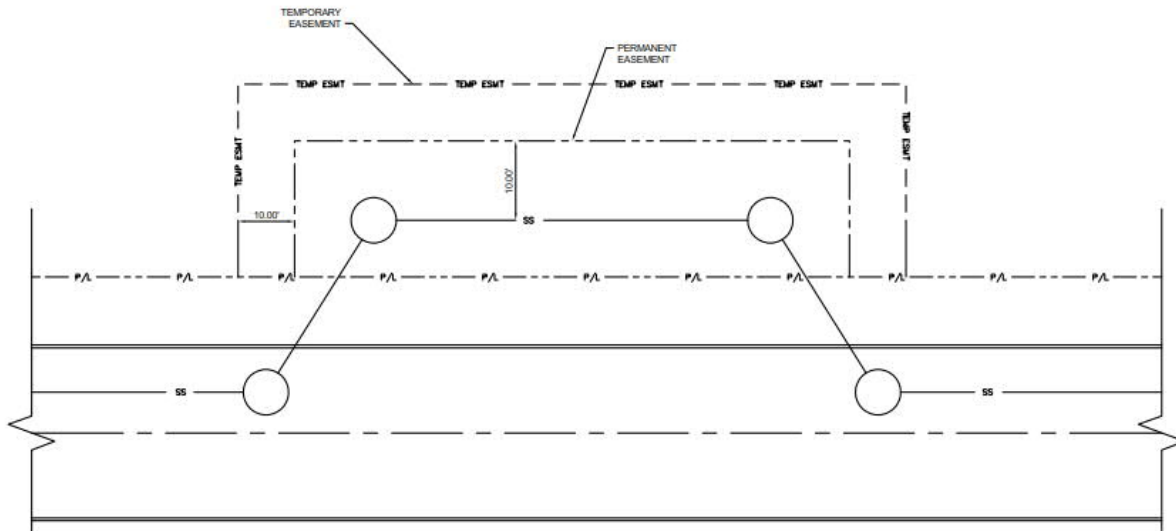 TEMPORARY
EASEMENT
PERMANENT
EASEMENT
TEMP ESMT TEMP ESMT TEMP ESMT TEMP ESMT
TEMP ESMT
TEMP ESMT
10.00'
10.00'
SS
P/L P/L P/L P/L P/L P/L P/L P/L P/L P/L P/L
SS
SS